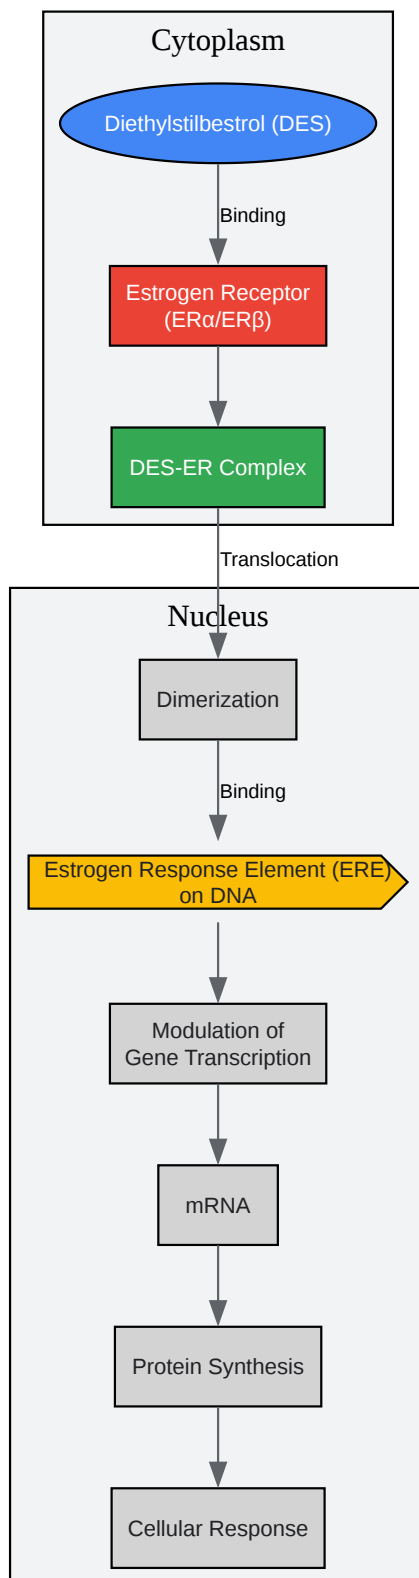 Cytoplasm
Diethylstilbestrol (DES)
Binding
Estrogen Receptor
(ERα/ERβ)
DES-ER Complex
Translocation
Nucleus
Dimerization
Binding
Estrogen Response Element (ERE)
on DNA
Modulation of
Gene Transcription
mRNA
Protein Synthesis
Cellular Response